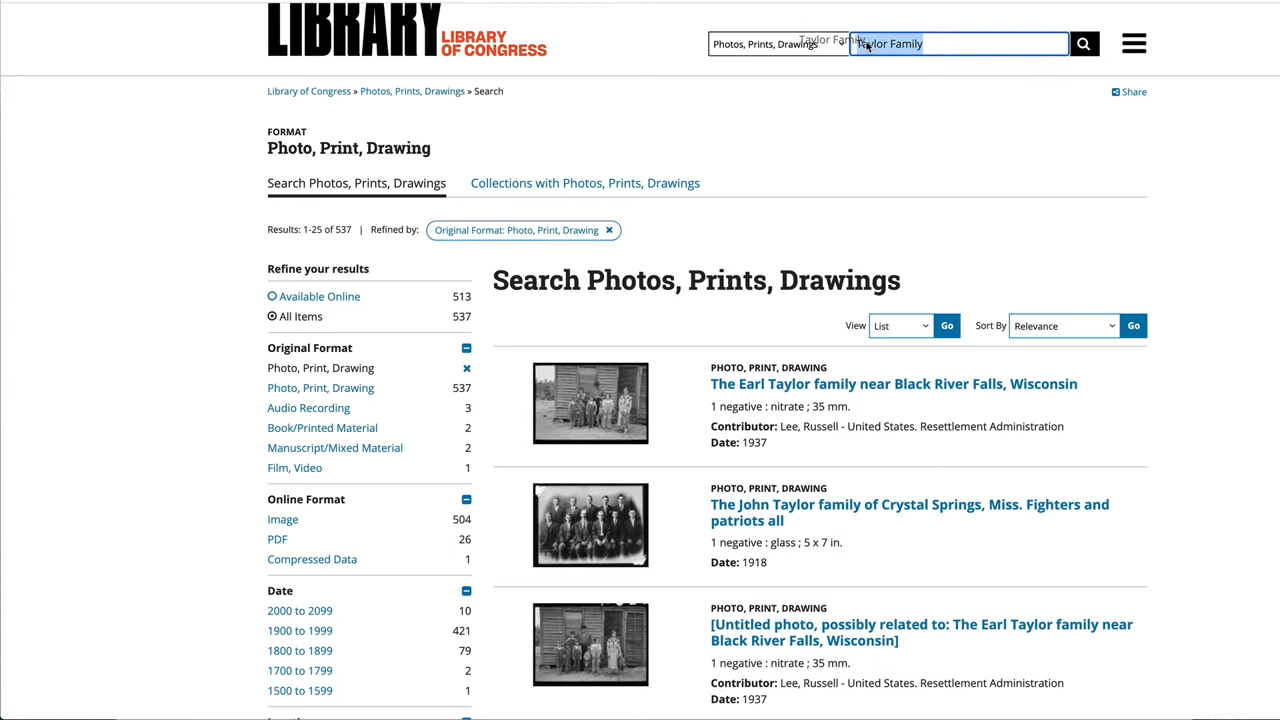 LIBRARY
LIBRARY
OF CONGRESS
Photos, Prints, Drawings
Taylor Family
Taylor Family
Library of Congress » Photos, Prints, Drawings » Search
Share
FORMAT
Photo, Print, Drawing
Search Photos, Prints, Drawings
Collections with Photos, Prints, Drawings
Results: 1-25 of 537 | Refined by: Original Format: Photo, Print, Drawing ✖
Refine your results
Available Online 513
All Items 537
Original Format
Photo, Print, Drawing ✖
Photo, Print, Drawing 537
Audio Recording 3
Book/Printed Material 2
Manuscript/Mixed Material 2
Film, Video 1
Online Format
Image 504
PDF 26
Compressed Data 1
Date
2000 to 2099 10
1900 to 1999 421
1800 to 1899 79
1700 to 1799 2
1500 to 1599 1
Search Photos, Prints, Drawings
View List Go Sort By Relevance Go
PHOTO, PRINT, DRAWING
The Earl Taylor family near Black River Falls, Wisconsin
1 negative : nitrate ; 35 mm.
Contributor: Lee, Russell - United States. Resettlement Administration
Date: 1937
PHOTO, PRINT, DRAWING
The John Taylor family of Crystal Springs, Miss. Fighters and
patriots all
1 negative : glass ; 5 x 7 in.
Date: 1918
PHOTO, PRINT, DRAWING
[Untitled photo, possibly related to: The Earl Taylor family near
Black River Falls, Wisconsin]
1 negative : nitrate ; 35 mm.
Contributor: Lee, Russell - United States. Resettlement Administration
Date: 1937